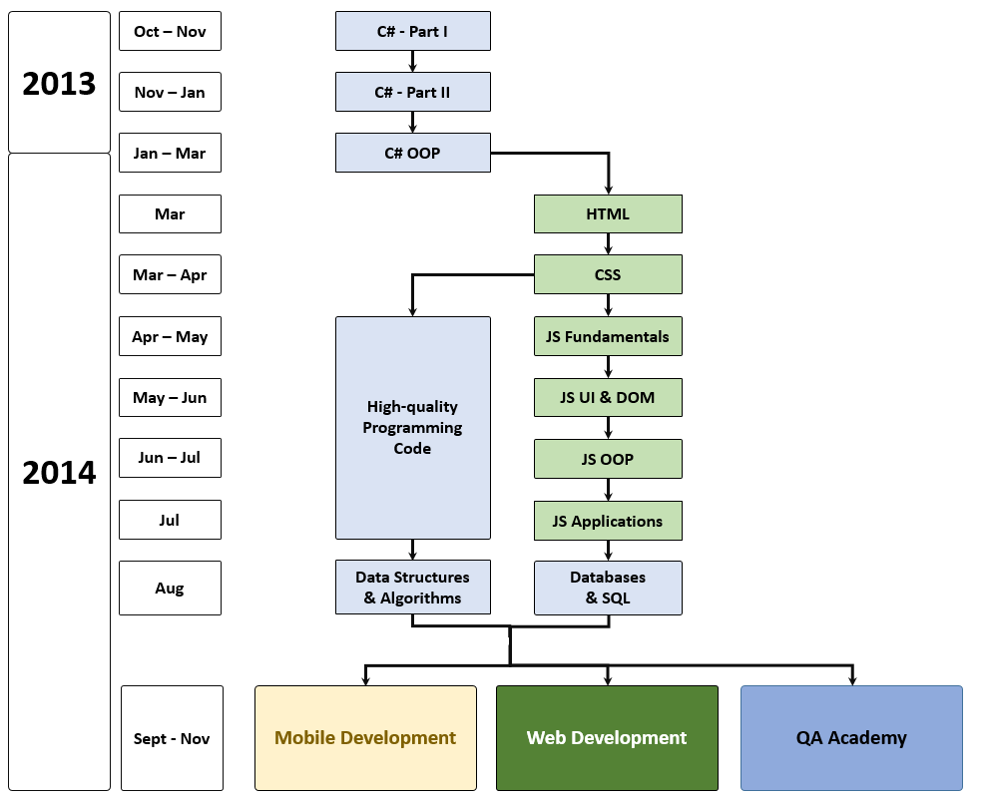 2013
Oct – Nov
C# - Part I
Nov – Jan
C# - Part II
Jan – Mar
C# OOP
2014
Mar
HTML
Mar – Apr
CSS
Apr – May
JS Fundamentals
May – Jun
High-quality
Programming
Code
JS UI & DOM
Jun – Jul
JS OOP
Jul
JS Applications
Aug
Data Structures
& Algorithms
Databases
& SQL
Sept - Nov
Mobile Development
Web Development
QA Academy